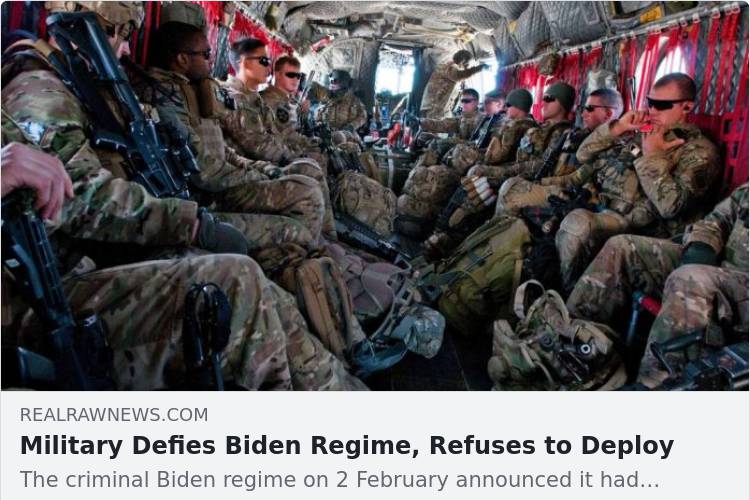 REALRAWNEWS.COM
Military Defies Biden Regime, Refuses to Deploy
The criminal Biden regime on 2 February announced it had...